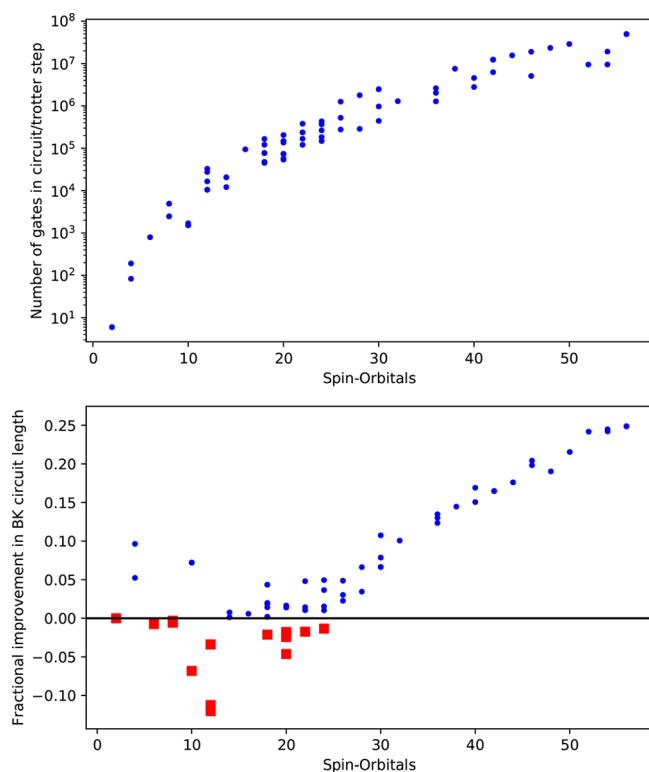 Number of gates in circuit/trotter step
10^8
10^7
10^6
10^5
10^4
10^3
10^2
10^1
0 10 20 30 40 50
Spin-Orbitals
Fractional improvement in BK circuit length
0.25
0.20
0.15
0.10
0.05
0.00
−0.05
−0.10
0 10 20 30 40 50
Spin-Orbitals